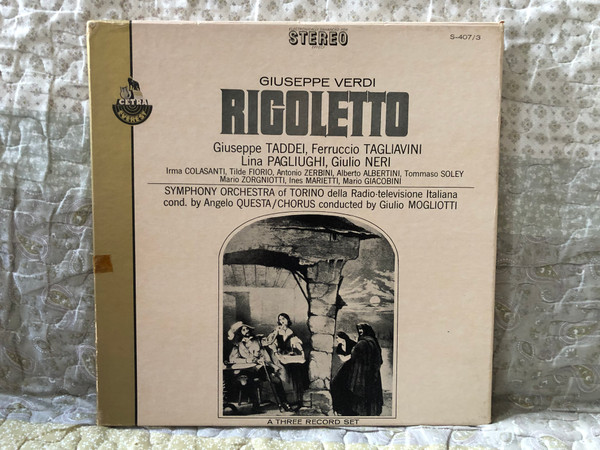 STEREO
S-407/3
CETRA
EVEREST
GIUSEPPE VERDI
RIGOLETTO
Giuseppe TADDEI, Ferruccio TAGLIAVINI
Lina PAGLIUGHI, Giulio NERI
Irma COLASANTI, Tilde FIORIO, Antonio ZERBINI, Alberto ALBERTINI, Tommaso SOLEY
Mario ZORGNIOTTI, Ines MARIETTI, Mario GIACOBINI
SYMPHONY ORCHESTRA of TORINO della Radio-televisione Italiana
cond. by Angelo QUESTA/CHORUS conducted by Giulio MOGLIOTTI
A THREE RECORD SET